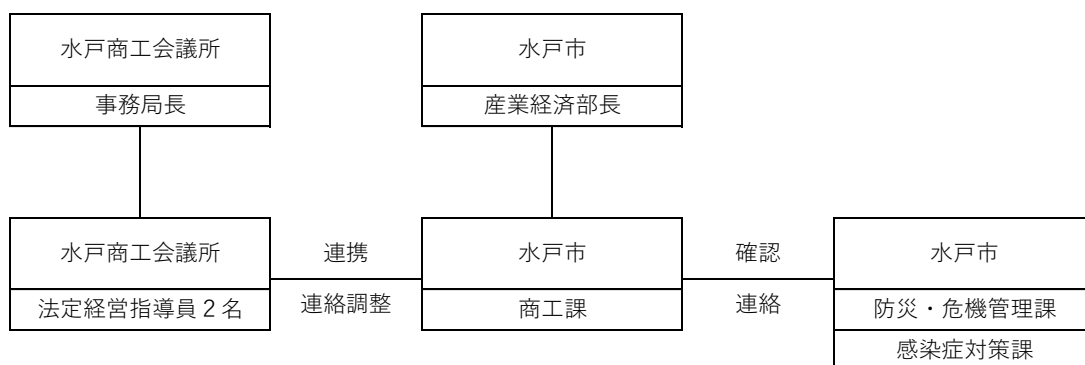 水戸商工会議所
事務局長
水戸市
産業経済部長
水戸商工会議所
法定経営指導員２名
連携
連絡調整
水戸市
商工課
確認
連絡
水戸市
防災・危機管理課
感染症対策課